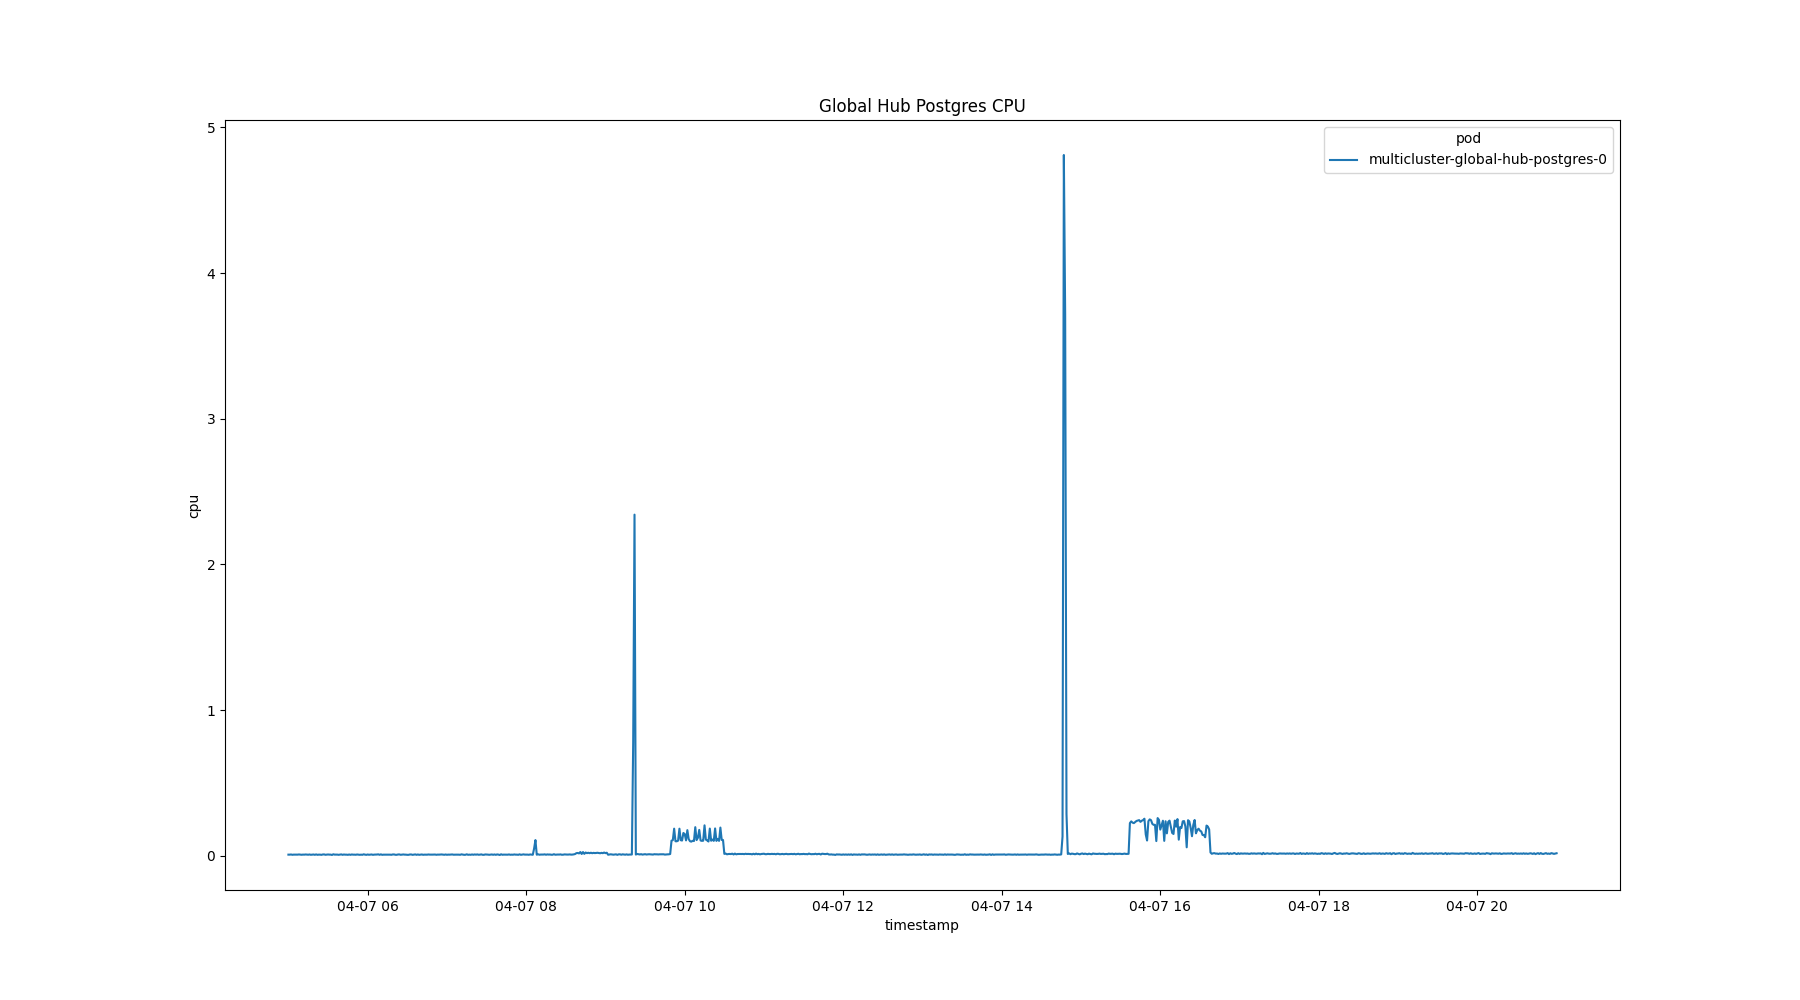 Global Hub Postgres CPU
pod
multicluster-global-hub-postgres-0
5
4
3
2
1
0
cpu
04-07 06
04-07 08
04-07 10
04-07 12
04-07 14
04-07 16
04-07 18
04-07 20
timestamp